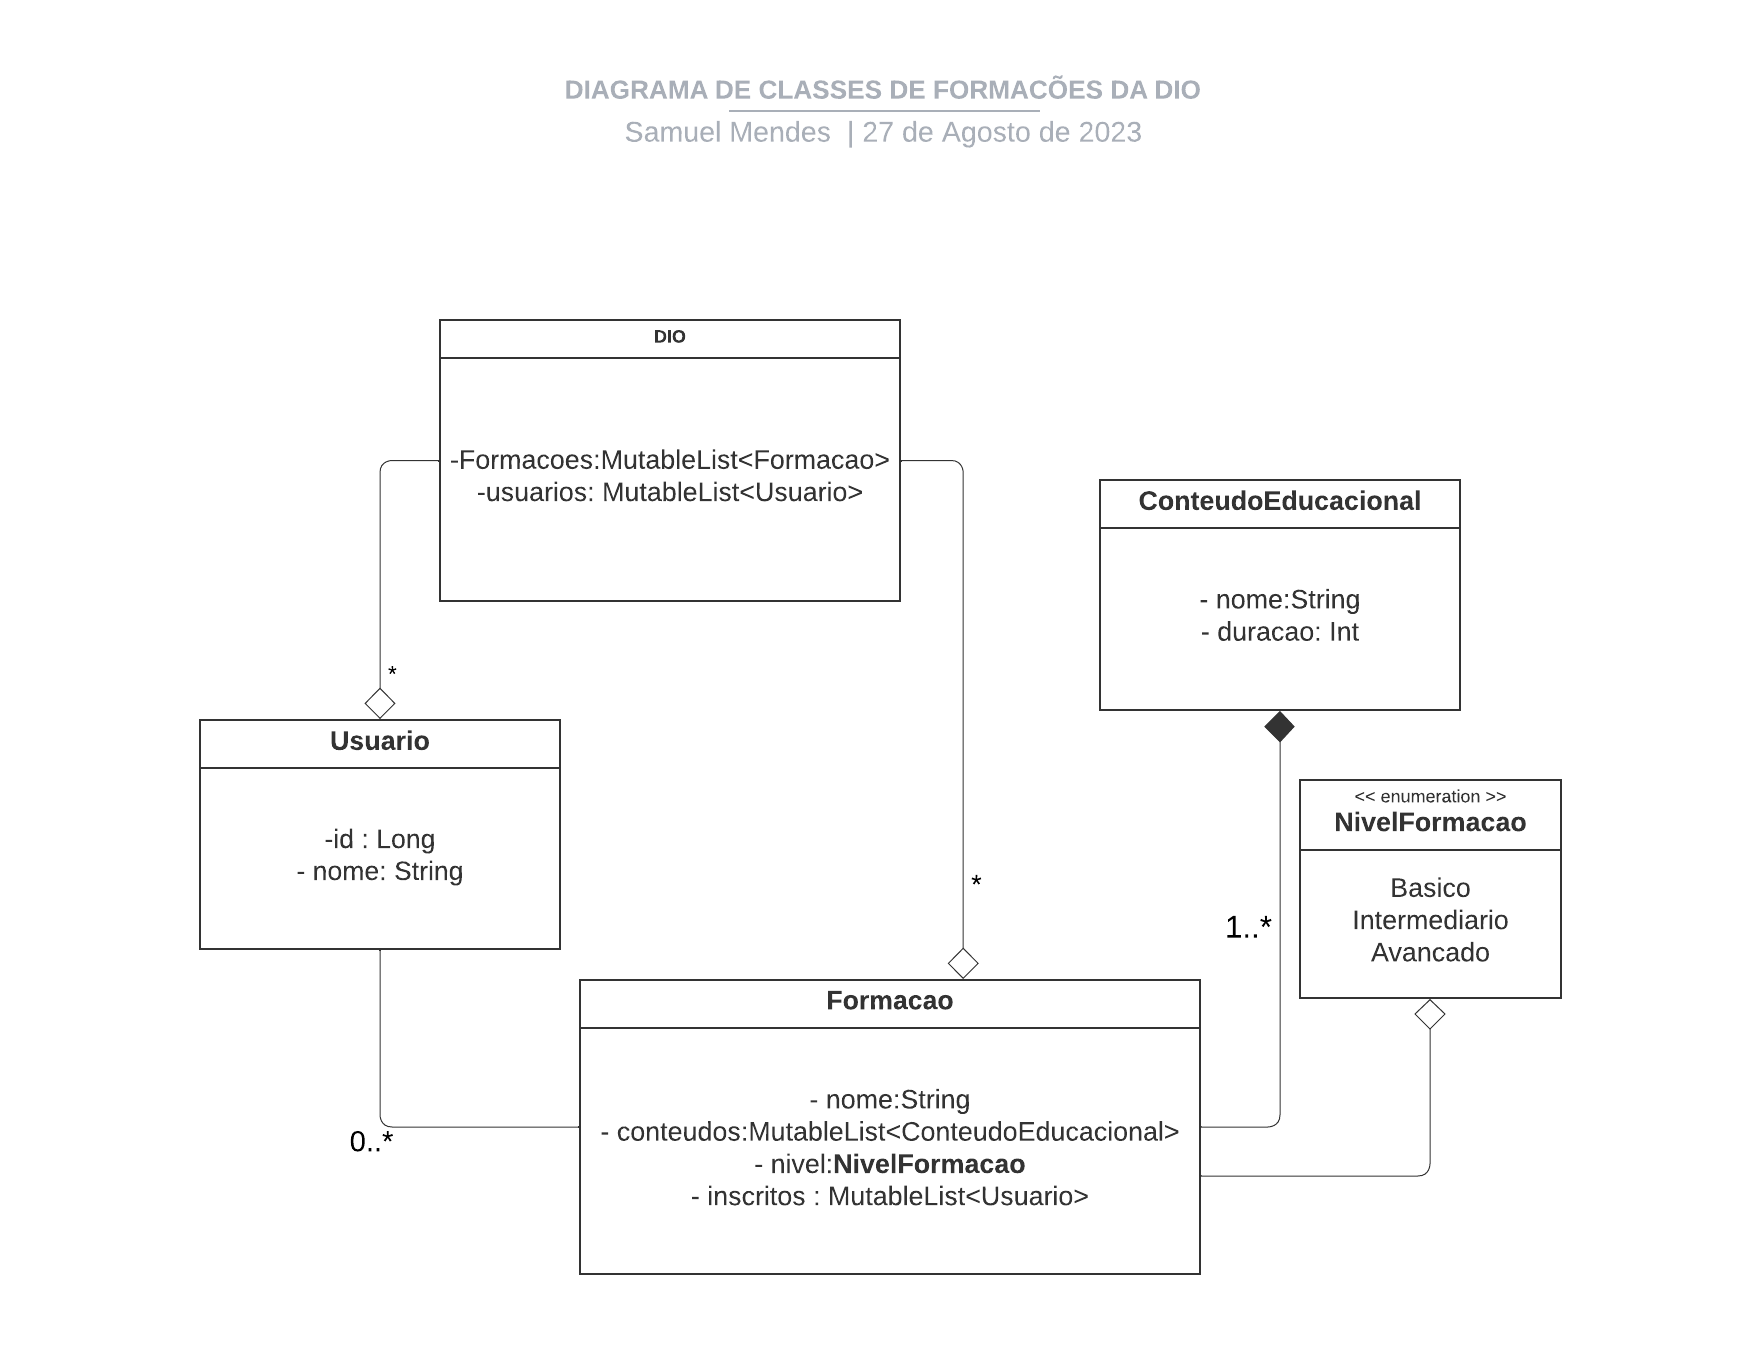 DIAGRAMA DE CLASSES DE FORMACÕES DA DIO
Samuel Mendes | 27 de Agosto de 2023
DIO
-Formacoes:MutableList<Formacao>
-usuarios: MutableList<Usuario>
ConteudoEducacional
- nome:String
- duracao: Int
*
Usuario
-id : Long
- nome: String
<< enumeration >>
NivelFormacao
Basico
Intermediario
Avancado
*
1..*
Formacao
- nome:String
- conteudos:MutableList<ConteudoEducacional>
- nivel:NivelFormacao
- inscritos : MutableList<Usuario>
0..*